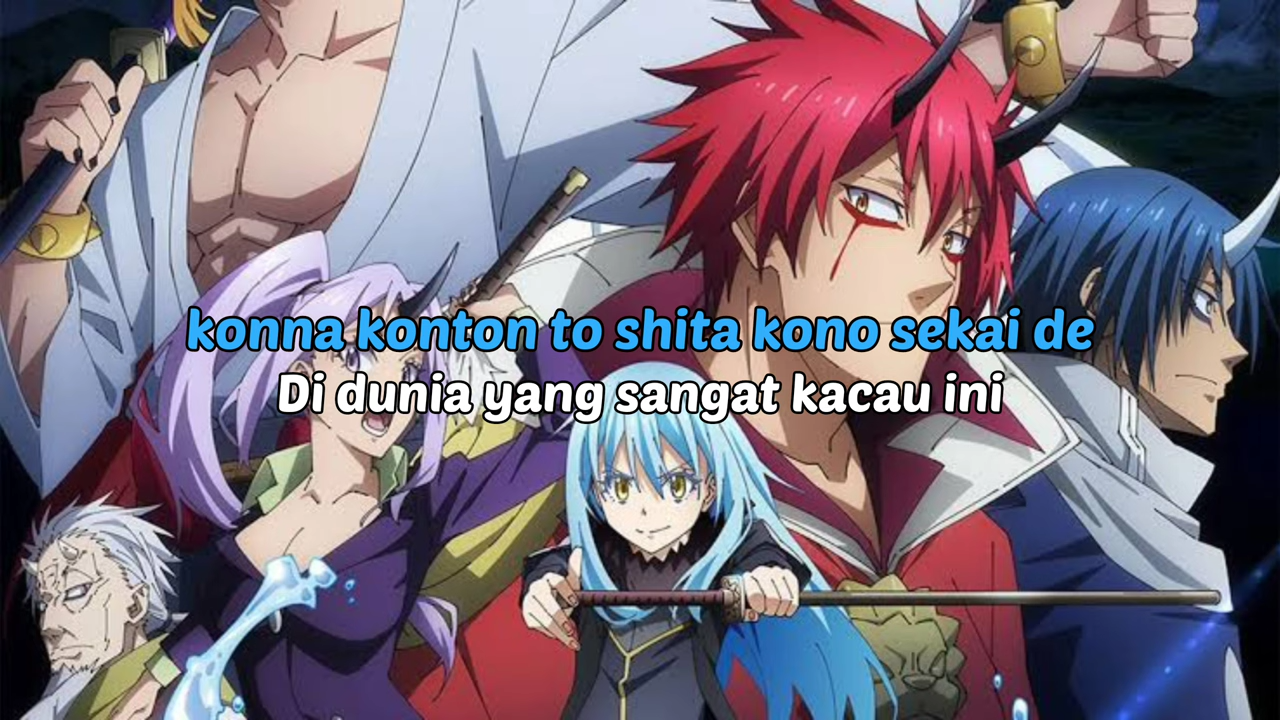 konna konton to shita kono sekai de
Di dunia yang sangat kacau ini